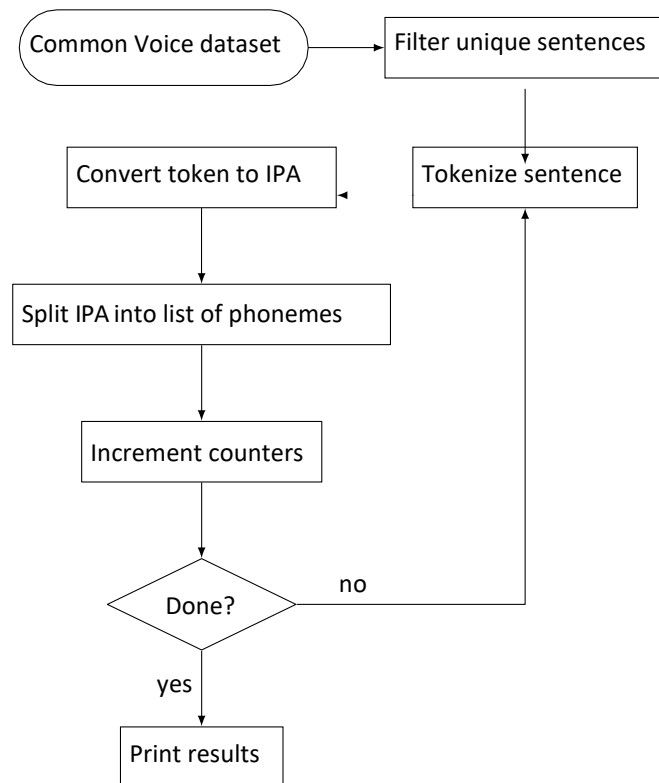 Common Voice dataset
Filter unique sentences
Convert token to IPA
Tokenize sentence
Split IPA into list of phonemes
Increment counters
Done?
no
yes
Print results